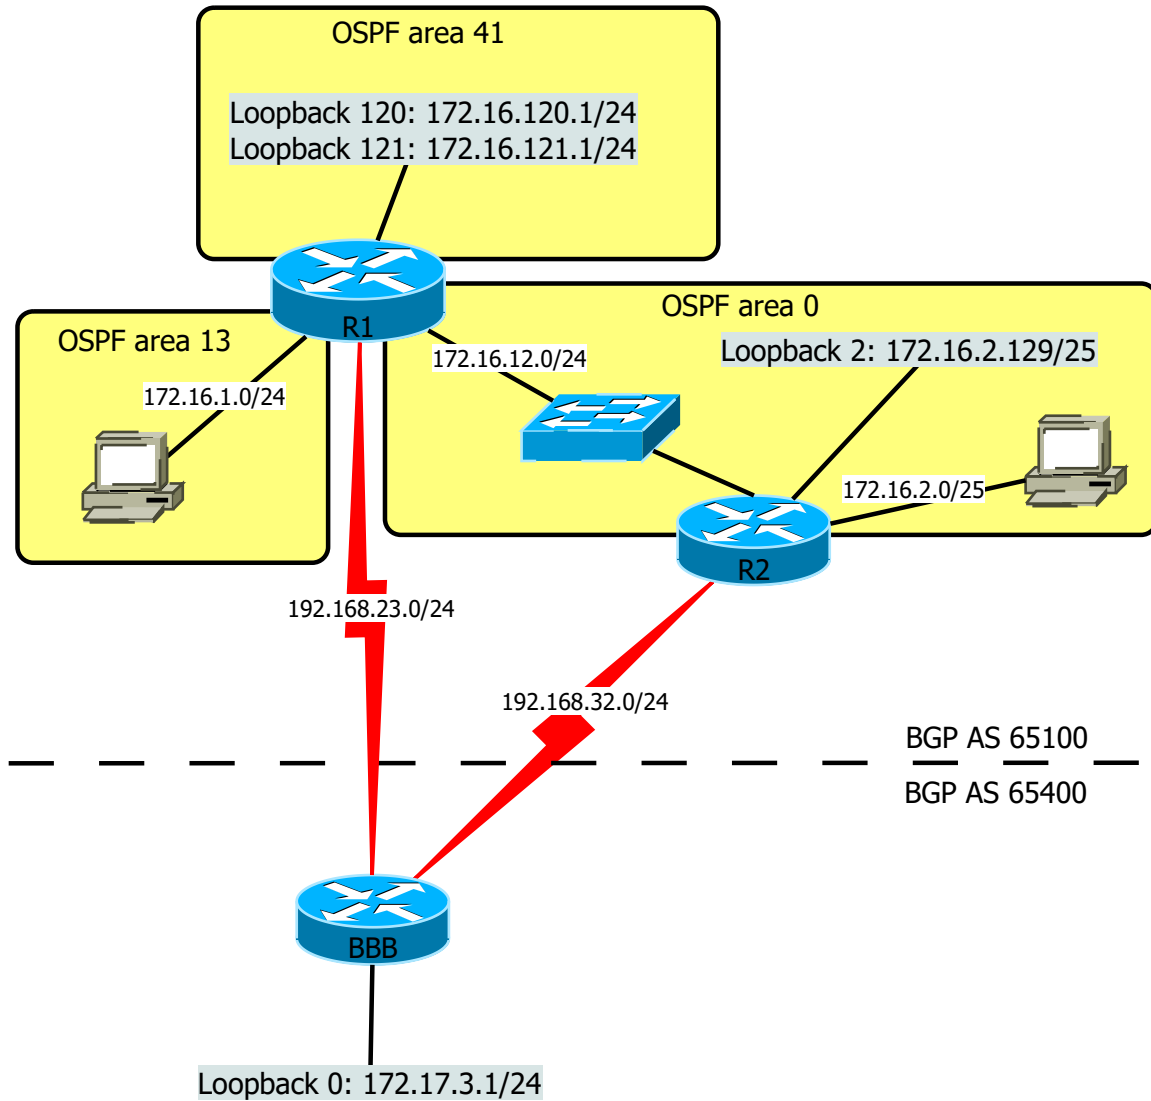 OSPF area 41
Loopback 120: 172.16.120.1/24
Loopback 121: 172.16.121.1/24
R1
OSPF area 13
172.16.1.0/24
OSPF area 0
172.16.12.0/24
Loopback 2: 172.16.2.129/25
172.16.2.0/25
R2
192.168.23.0/24
192.168.32.0/24
BGP AS 65100
BGP AS 65400
BBB
Loopback 0: 172.17.3.1/24